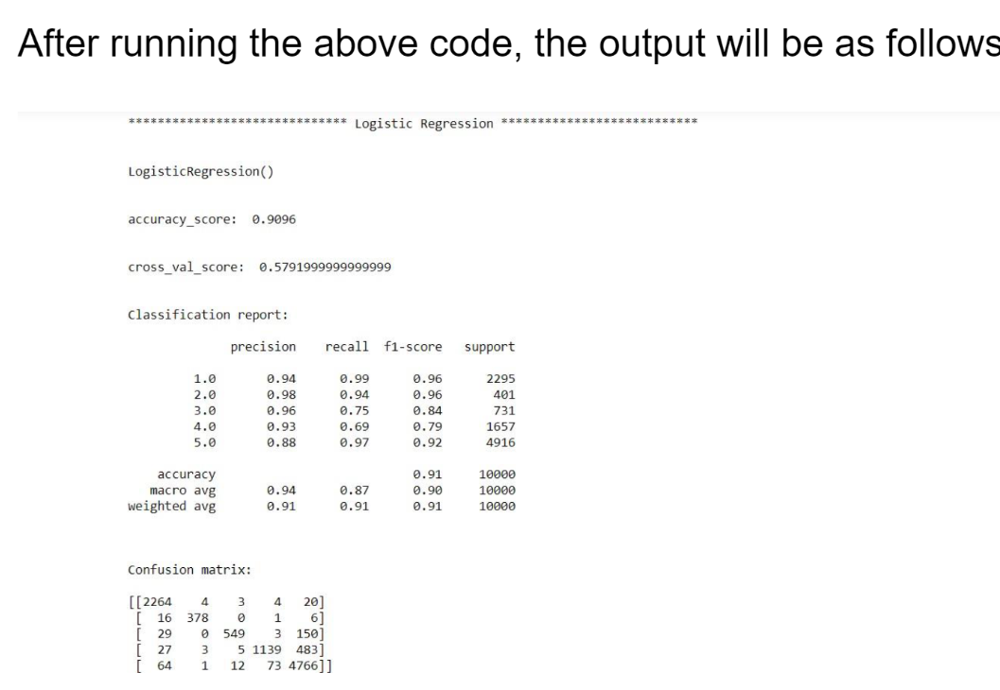 After running the above code, the output will be as follows
****************************** Logistic Regression ***************************
LogisticRegression()
accuracy_score:  0.9096
cross_val_score:  0.5791999999999999
Classification report:
precision    recall  f1-score   support
1.0       0.94      0.99      0.96      2295
2.0       0.98      0.94      0.96       401
3.0       0.96      0.75      0.84       731
4.0       0.93      0.69      0.79      1657
5.0       0.88      0.97      0.92      4916
accuracy                           0.91     10000
macro avg       0.94      0.87      0.90     10000
weighted avg       0.91      0.91      0.91     10000
Confusion matrix:
[[2264    4    3    4   20]
[  16  378    0    1    6]
[  29    0  549    3  150]
[  27    3    5 1139  483]
[  64    1   12   73 4766]]